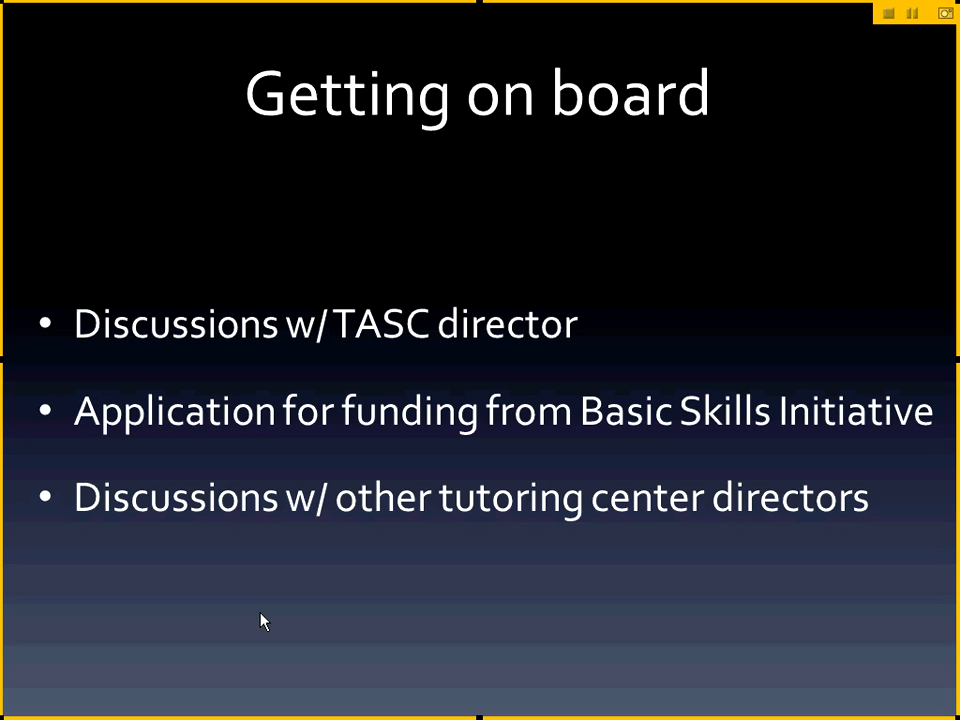 Getting on board
• Discussions w/ TASC director
• Application for funding from Basic Skills Initiative
• Discussions w/ other tutoring center directors